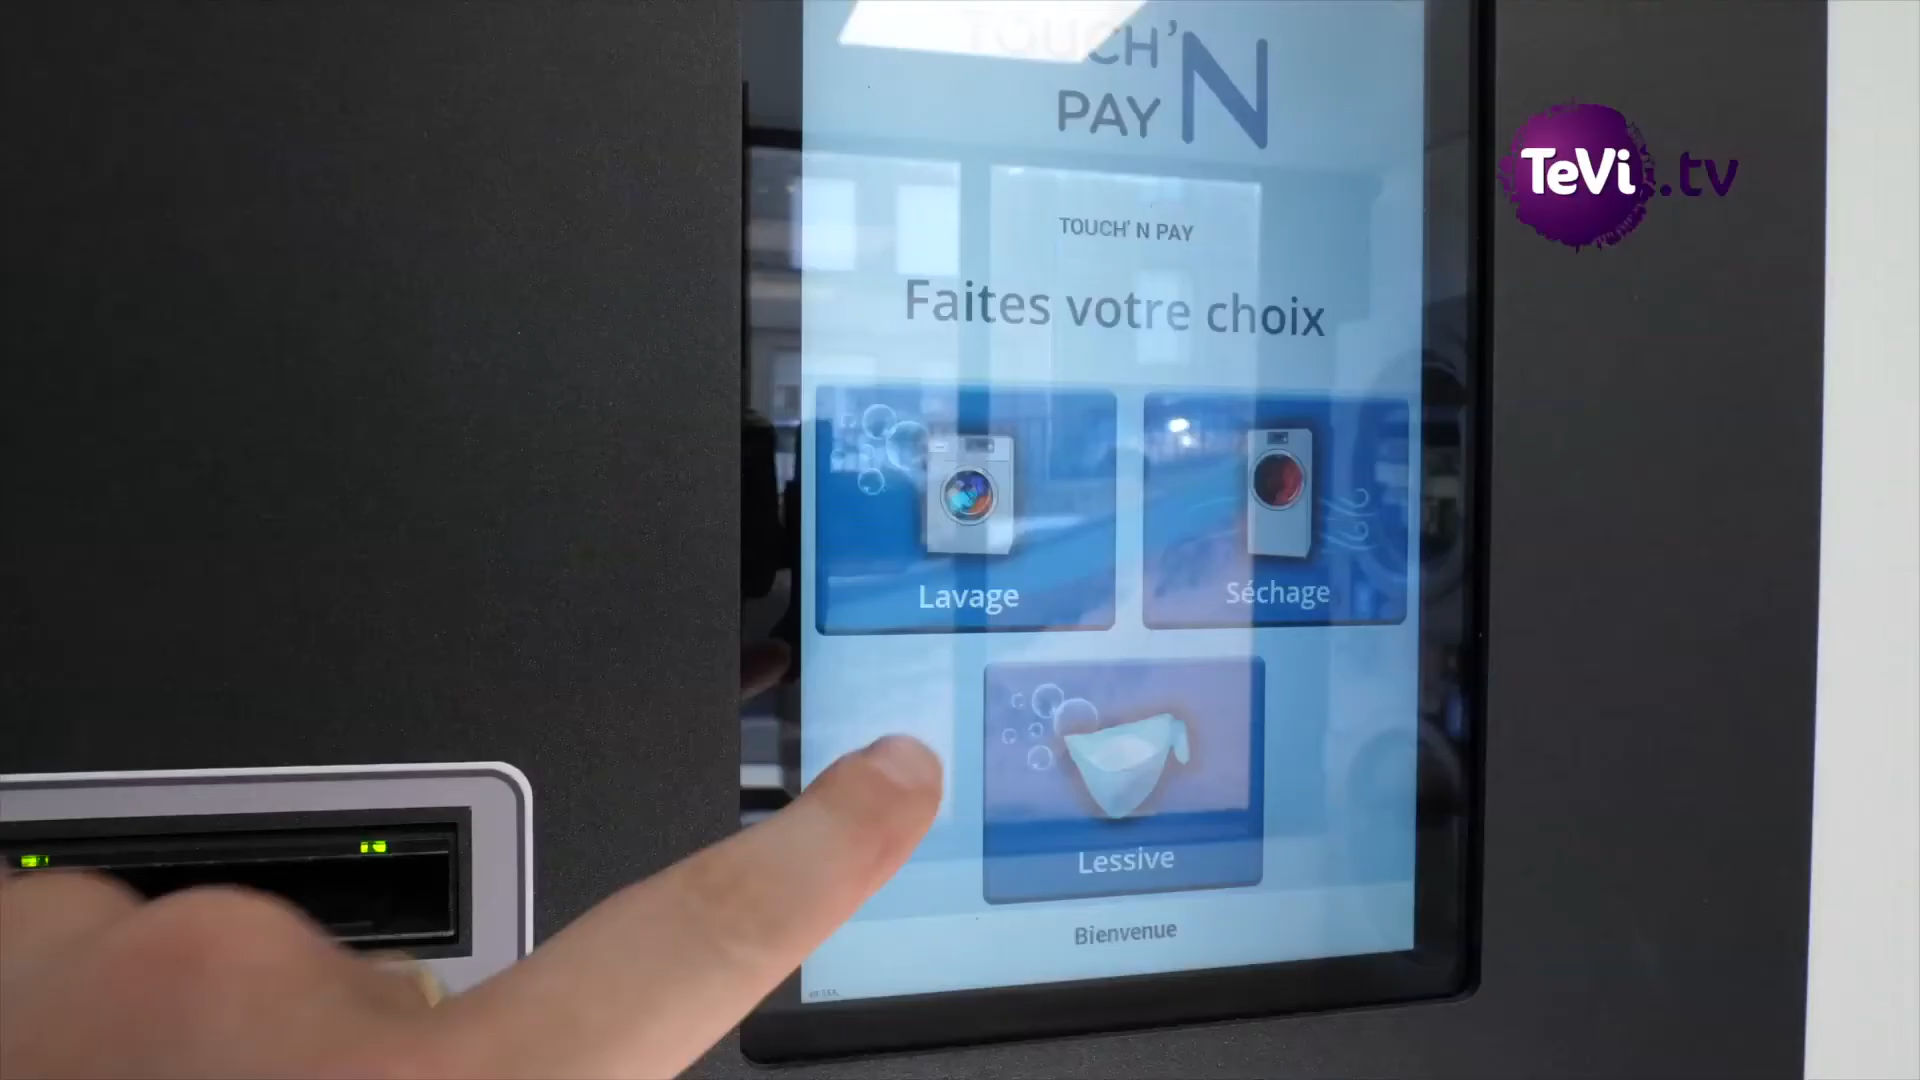 TOUCH'
PAY N
TeVi.tv
TOUCH' N PAY
Faites votre choix
Lavage
Séchage
Lessive
Bienvenue